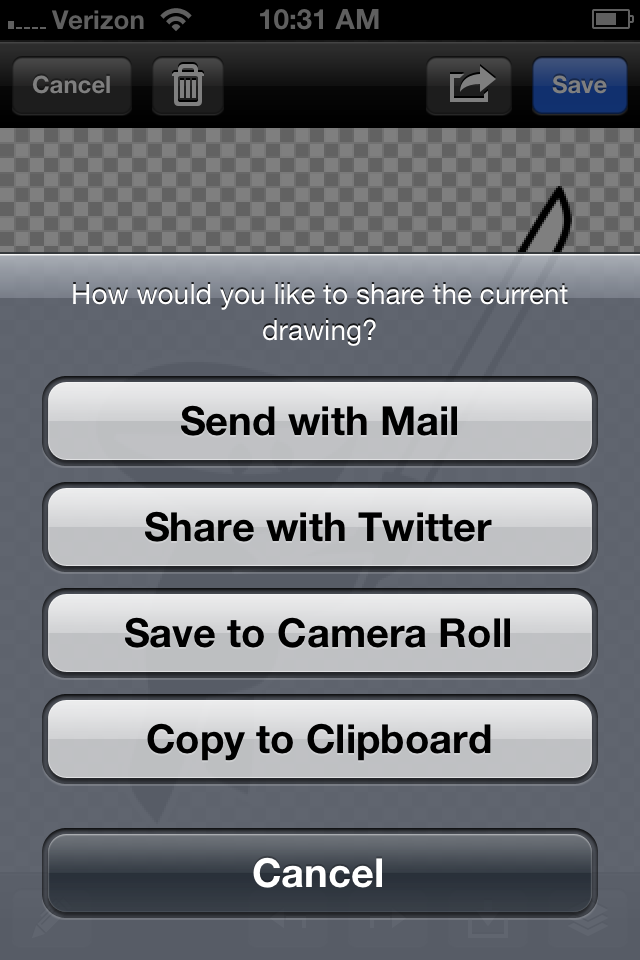 Verizon 10:31 AM
Cancel Save
How would you like to share the current
drawing?
Send with Mail
Share with Twitter
Save to Camera Roll
Copy to Clipboard
Cancel